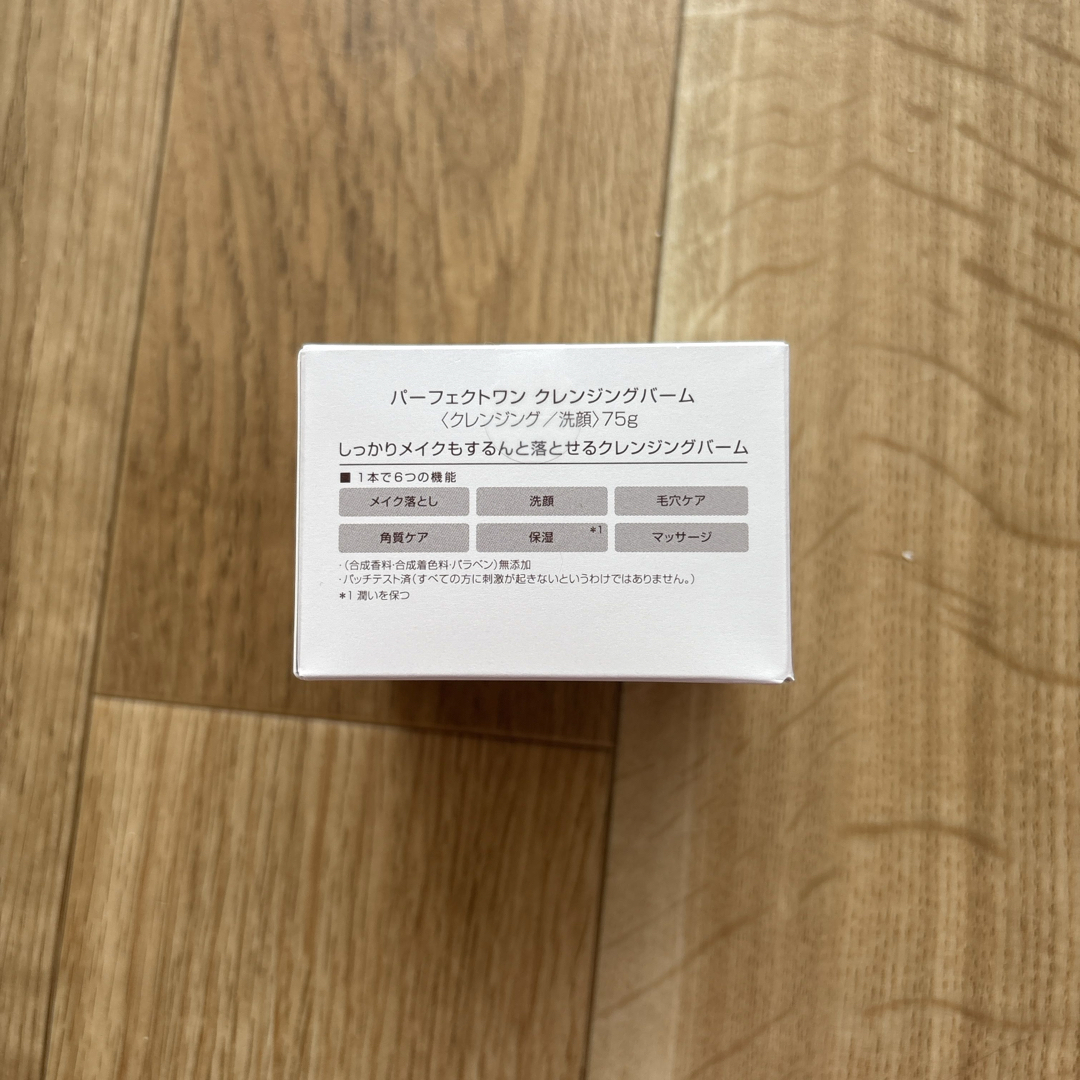 パーフェクトワン クレンジングバーム
〈クレンジング／洗顔〉75g
しっかりメイクもするんと落とせるクレンジングバーム
■ 1本で6つの機能
メイク落とし 洗顔 毛穴ケア
角質ケア 保湿 *1 マッサージ
・(合成香料・合成着色料・パラベン)無添加
・パッチテスト済(すべての方に刺激が起きないというわけではありません。)
*1 潤いを保つ